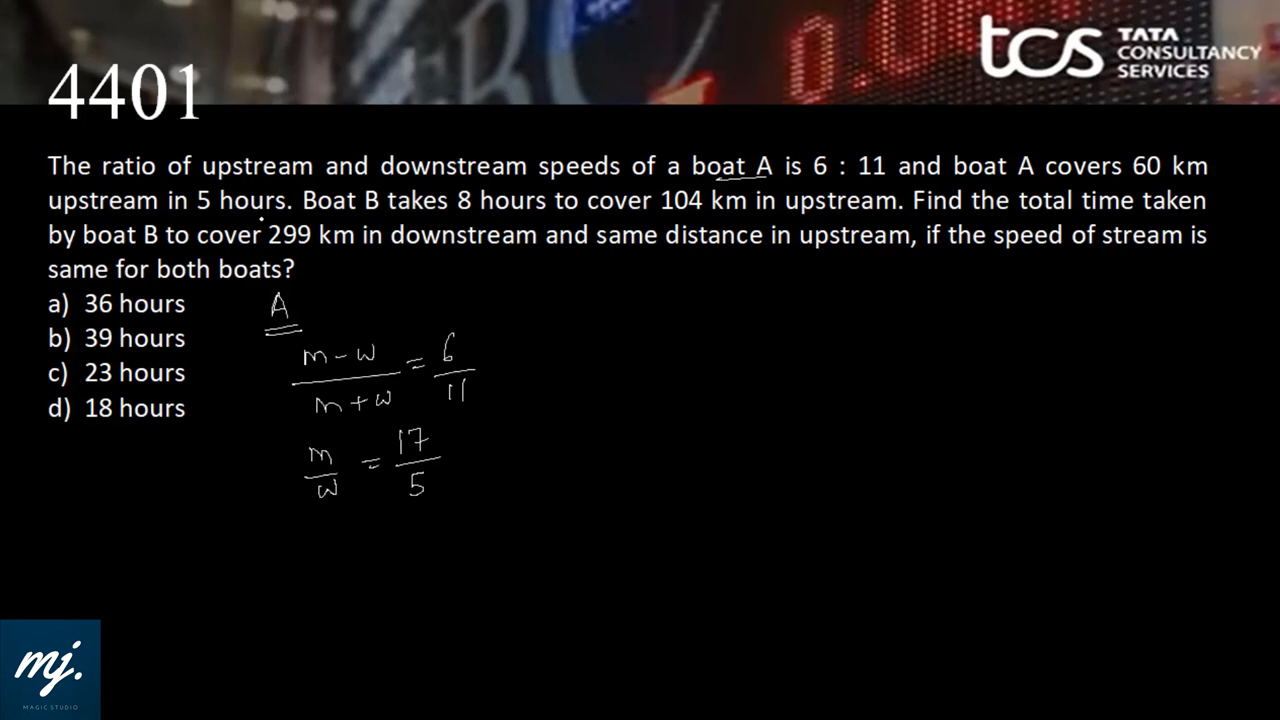 tcs TATA CONSULTANCY SERVICES
4401
The ratio of upstream and downstream speeds of a boat A is 6 : 11 and boat A covers 60 km
upstream in 5 hours. Boat B takes 8 hours to cover 104 km in upstream. Find the total time taken
by boat B to cover 299 km in downstream and same distance in upstream, if the speed of stream is
same for both boats?
a) 36 hours
b) 39 hours
c) 23 hours
d) 18 hours
A
m - w = 6
m + w 11
m = 17
w 5
mj.
MAGIC STUDIO